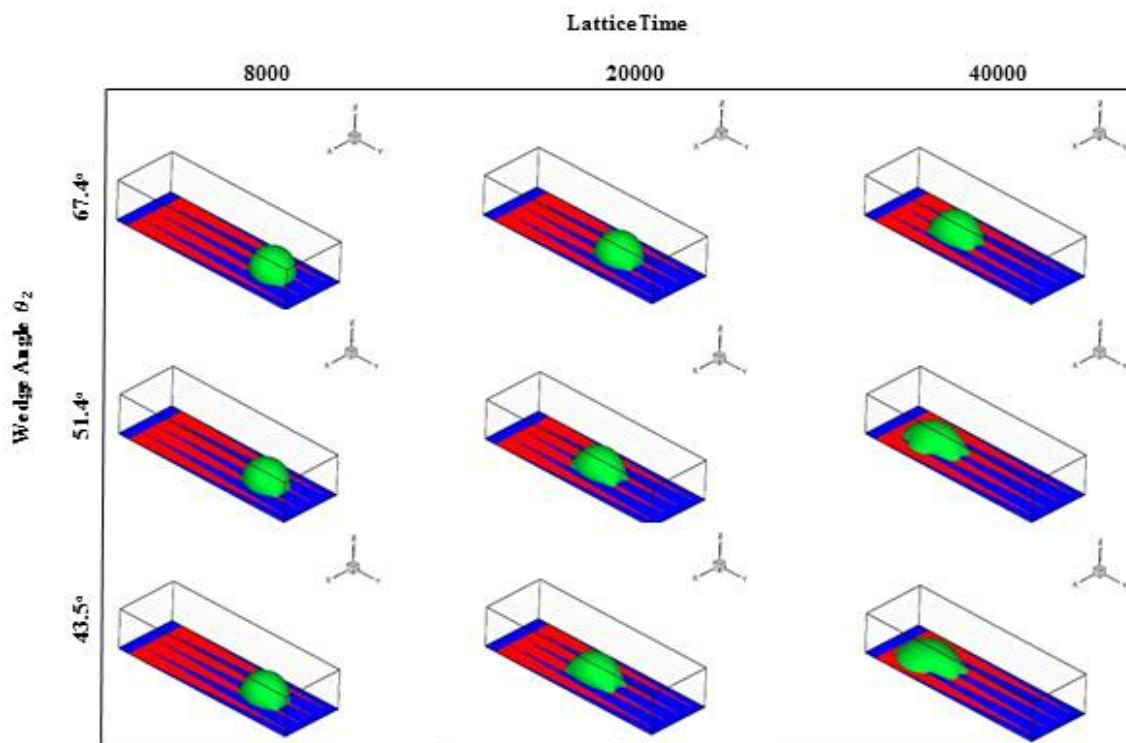 Lattice Time
8000 20000 40000
Wedge Angle θ₂
67.4°
Z
X Y
Z
X Y
Z
X Y
51.4°
Z
X Y
Z
X Y
Z
X Y
43.5°
Z
X Y
Z
X Y
Z
X Y